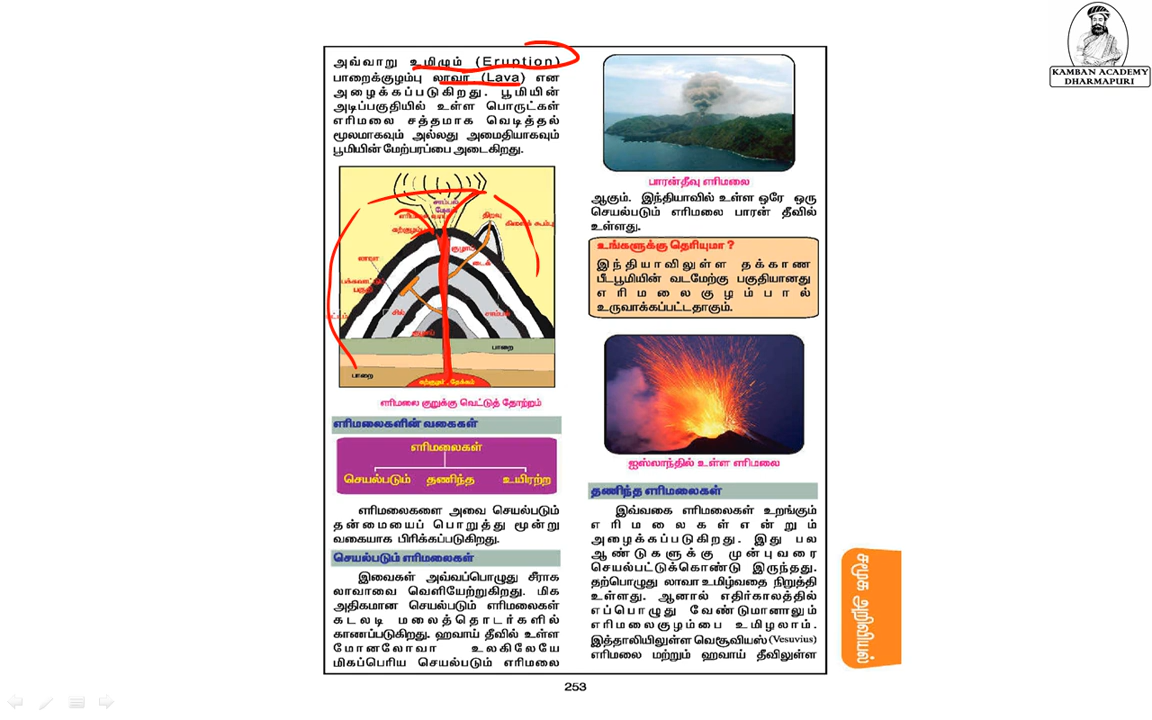 KAMBAN ACADEMY
DHARMAPURI
அவ்வாறு உமிழும் (Eruption)
பாறைக்குழம்பு லாவா (Lava) என
அழைக்கப்படுகிறது. பூமியின்
அடிப்பகுதியில் உள்ள பொருட்கள்
எரிமலை சத்தமாக வெடித்தல்
மூலமாகவும் அல்லது அமைதியாகவும்
பூமியின் மேற்பரப்பை அடைகிறது.
சாம்பல்
திறவு
லாவா
டைக்
சில்
பாறை
பாறை
கற்குழம்பு தேக்கம்
எரிமலை குறுக்கு வெட்டுத் தோற்றம்
எரிமலைகளின் வகைகள்
எரிமலைகள்
செயல்படும் தணிந்த உயிரற்ற
எரிமலைகளை அவை செயல்படும்
தன்மையைப் பொறுத்து மூன்று
வகையாக பிரிக்கப்படுகிறது.
செயல்படும் எரிமலைகள்
இவைகள் அவ்வப்பொழுது சீராக
லாவாவை வெளியேற்றுகிறது. மிக
அதிகமான செயல்படும் எரிமலைகள்
கடலடி மலைத்தொடர்களில்
காணப்படுகிறது. ஹவாய் தீவில் உள்ள
மோனலோவா உலகிலேயே
மிகப்பெரிய செயல்படும் எரிமலை
பாரன்தீவு எரிமலை
ஆகும். இந்தியாவில் உள்ள ஒரே ஒரு
செயல்படும் எரிமலை பாரன் தீவில்
உள்ளது.
உங்களுக்கு தெரியுமா ?
இந்தியாவிலுள்ள தக்காண
பீடபூமியின் வடமேற்கு பகுதியானது
எரிமலைகுழம்பால்
உருவாக்கப்பட்டதாகும்.
ஐஸ்லாந்தில் உள்ள எரிமலை
தணிந்த எரிமலைகள்
இவ்வகை எரிமலைகள் உறங்கும்
எரிமலைகள் என்றும்
அழைக்கப்படுகிறது. இது பல
ஆண்டுகளுக்கு முன்புவரை
செயல்பட்டுக்கொண்டு இருந்தது.
தற்பொழுது லாவா உமிழ்வதை நிறுத்தி
உள்ளது. ஆனால் எதிர்காலத்தில்
எப்பொழுது வேண்டுமானாலும்
எரிமலைகுழம்பை உமிழலாம்.
இத்தாலியிலுள்ள வெசூவியஸ் (Vesuvius)
எரிமலை மற்றும் ஹவாய் தீவிலுள்ள
சமூக அறிவியல்
253